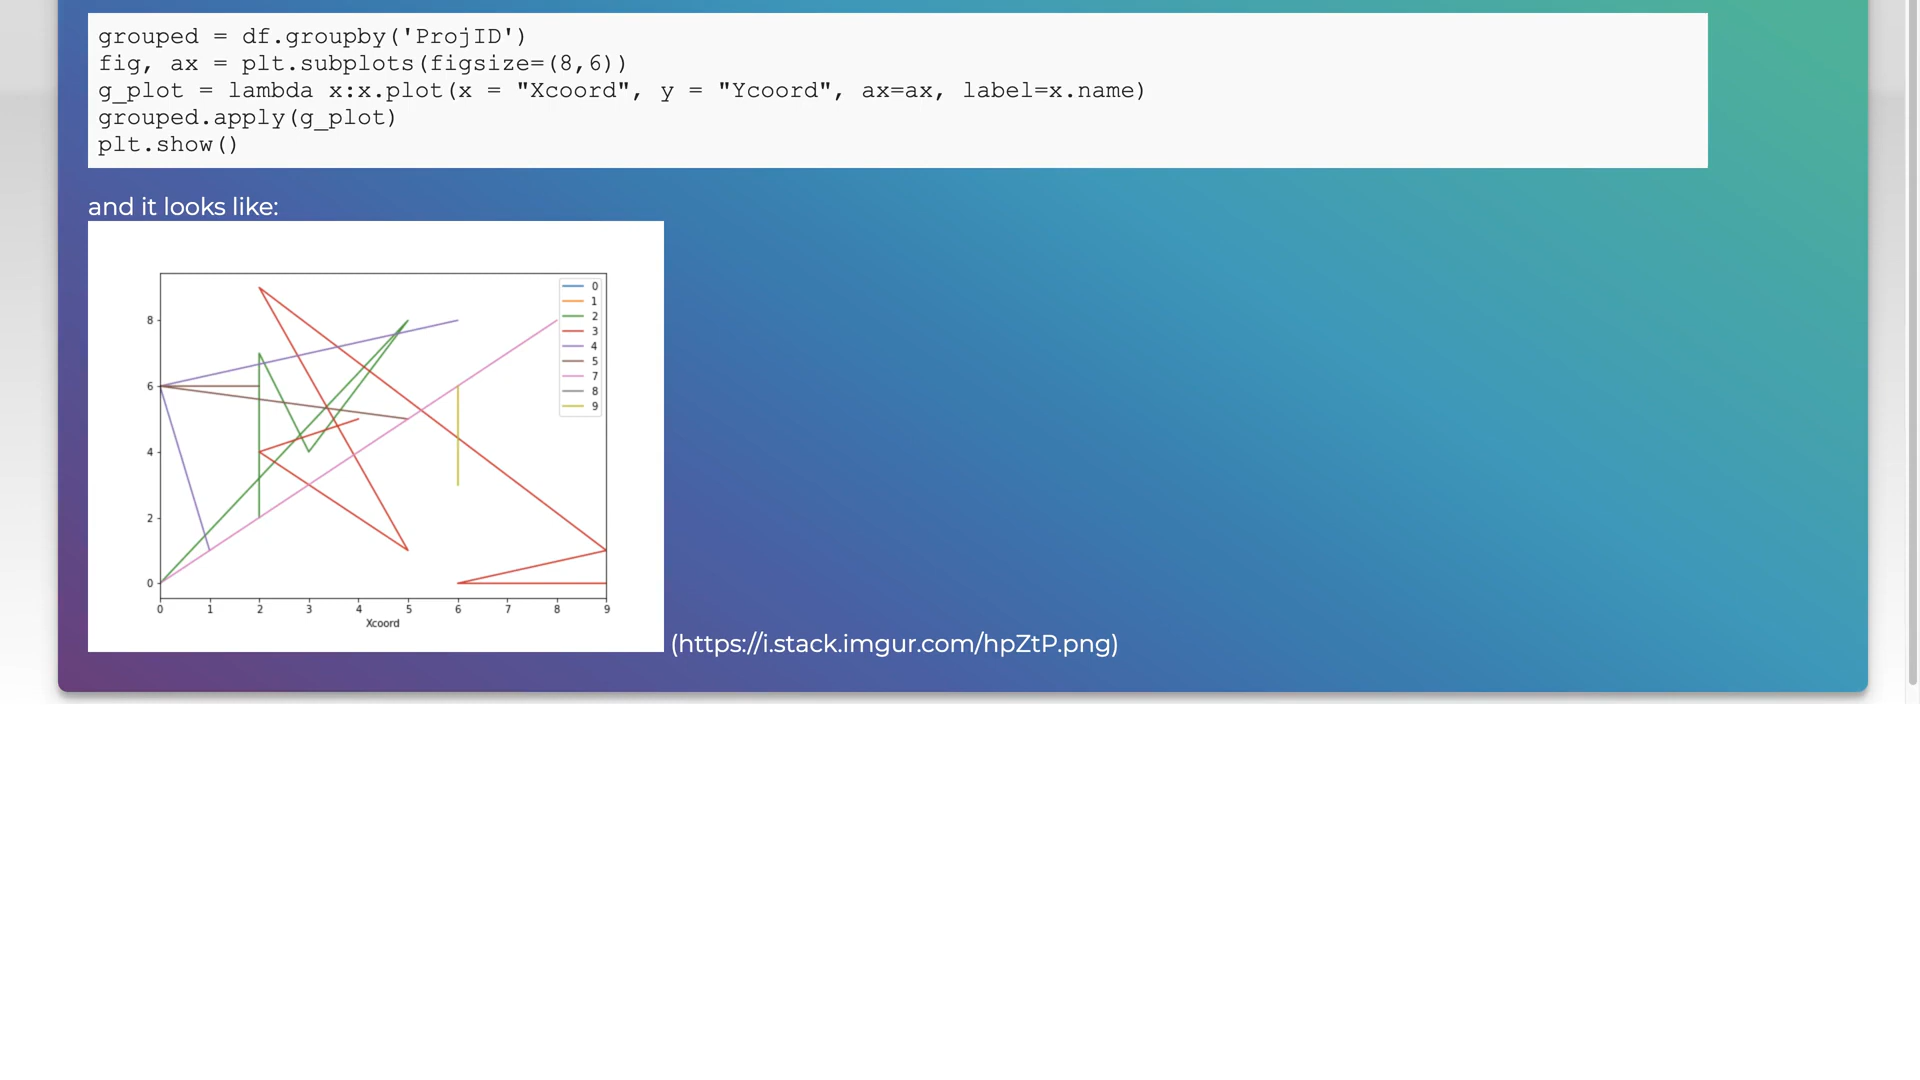 grouped = df.groupby('ProjID')
fig, ax = plt.subplots(figsize=(8,6))
g_plot = lambda x:x.plot(x = "Xcoord", y = "Ycoord", ax=ax, label=x.name)
grouped.apply(g_plot)
plt.show()
and it looks like:
0
1
2
3
4
5
7
8
9
8
6
4
2
0
0 1 2 3 4 5 6 7 8 9
Xcoord
(https://i.stack.imgur.com/hpZtP.png)